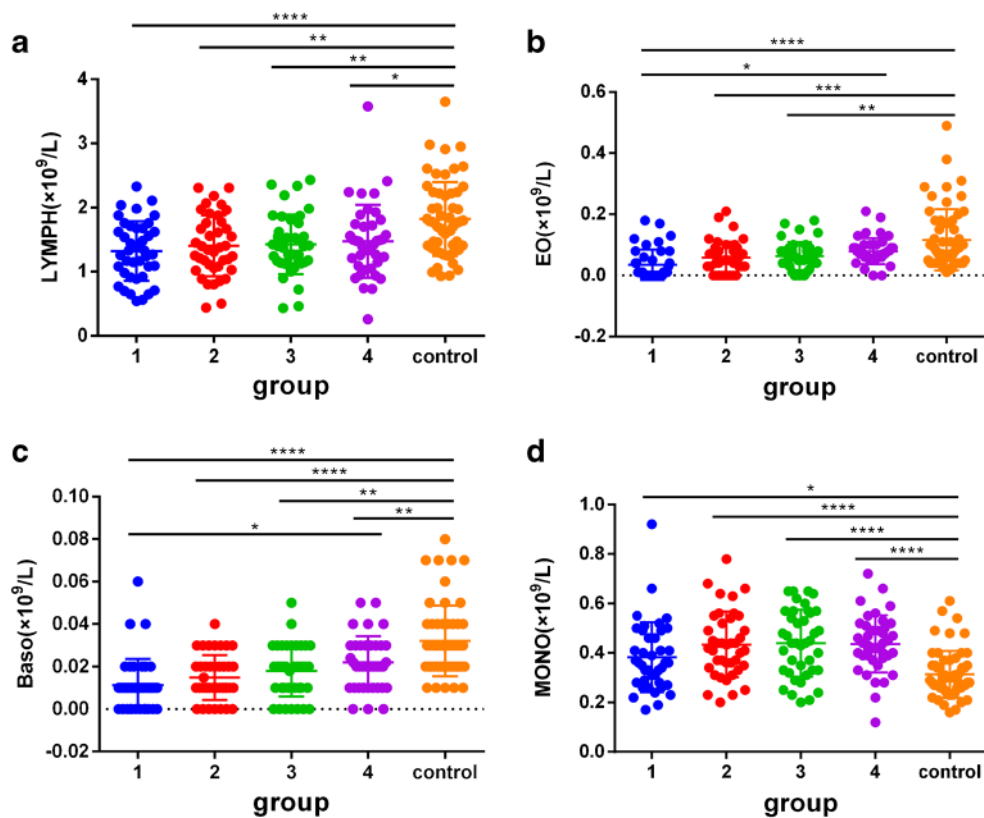 a
****
**
**
*
LYMPH(×10⁹/L)
4
3
2
1
0
1 2 3 4 control
group
b
****
*
***
**
EO(×10⁹/L)
0.6
0.4
0.2
0.0
-0.2
1 2 3 4 control
group
c
****
****
**
**
*
Baso(×10⁹/L)
0.10
0.08
0.06
0.04
0.02
0.00
-0.02
1 2 3 4 control
group
d
*
****
****
****
MONO(×10⁹/L)
1.0
0.8
0.6
0.4
0.2
0.0
1 2 3 4 control
group